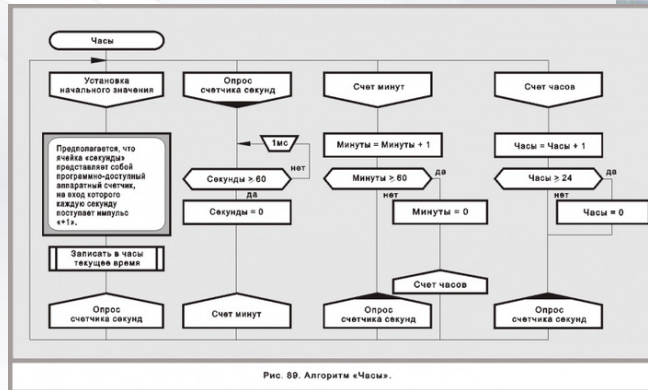 Часы
Установка
начального значения
Предполагается, что
ячейка «секунды»
представляет собой
программно-доступный
аппаратный счетчик,
на вход которого
каждую секунду
поступает импульс
«+1».
Записать в часы
текущее время
Опрос
счетчика секунд
Опрос
счетчика секунд
1мс
нет
Секунды ≥ 60
да
Секунды = 0
Счет минут
Счет минут
Минуты = Минуты + 1
да
Минуты ≥ 60
нет
Минуты = 0
Счет часов
Опрос
счетчика секунд
Счет часов
Часы = Часы + 1
да
Часы ≥ 24
нет
Часы = 0
Опрос
счетчика секунд
Рис. 89. Алгоритм «Часы».